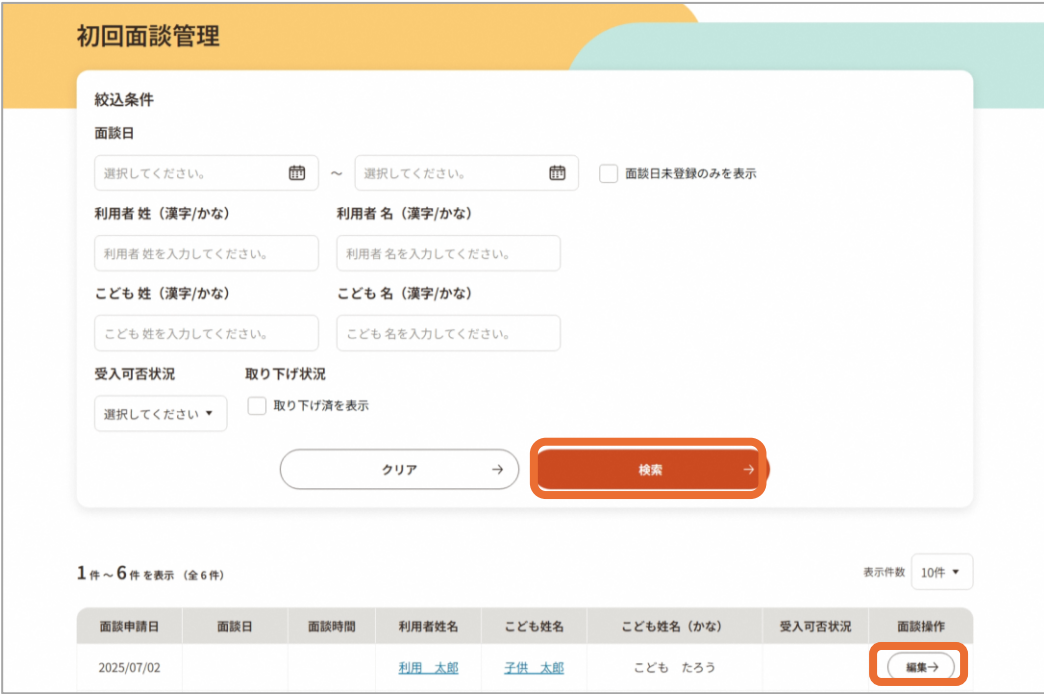 初回面談管理
絞込条件
面談日
選択してください。 ～ 選択してください。 面談日未登録のみを表示
利用者 姓（漢字/かな） 利用者 名（漢字/かな）
利用者 姓を入力してください。 利用者 名を入力してください。
こども 姓（漢字/かな） こども 名（漢字/かな）
こども 姓を入力してください。 こども 名を入力してください。
受入可否状況 取り下げ状況
選択してください ▼ 取り下げ済を表示
クリア → 検索 →
1 件 ～ 6 件 を表示 （全 6 件） 表示件数 10件 ▼
面談申請日 面談日 面談時間 利用者姓名 こども姓名 こども姓名（かな） 受入可否状況 面談操作
2025/07/02 利用　太郎 子供　太郎 こども　たろう 編集→